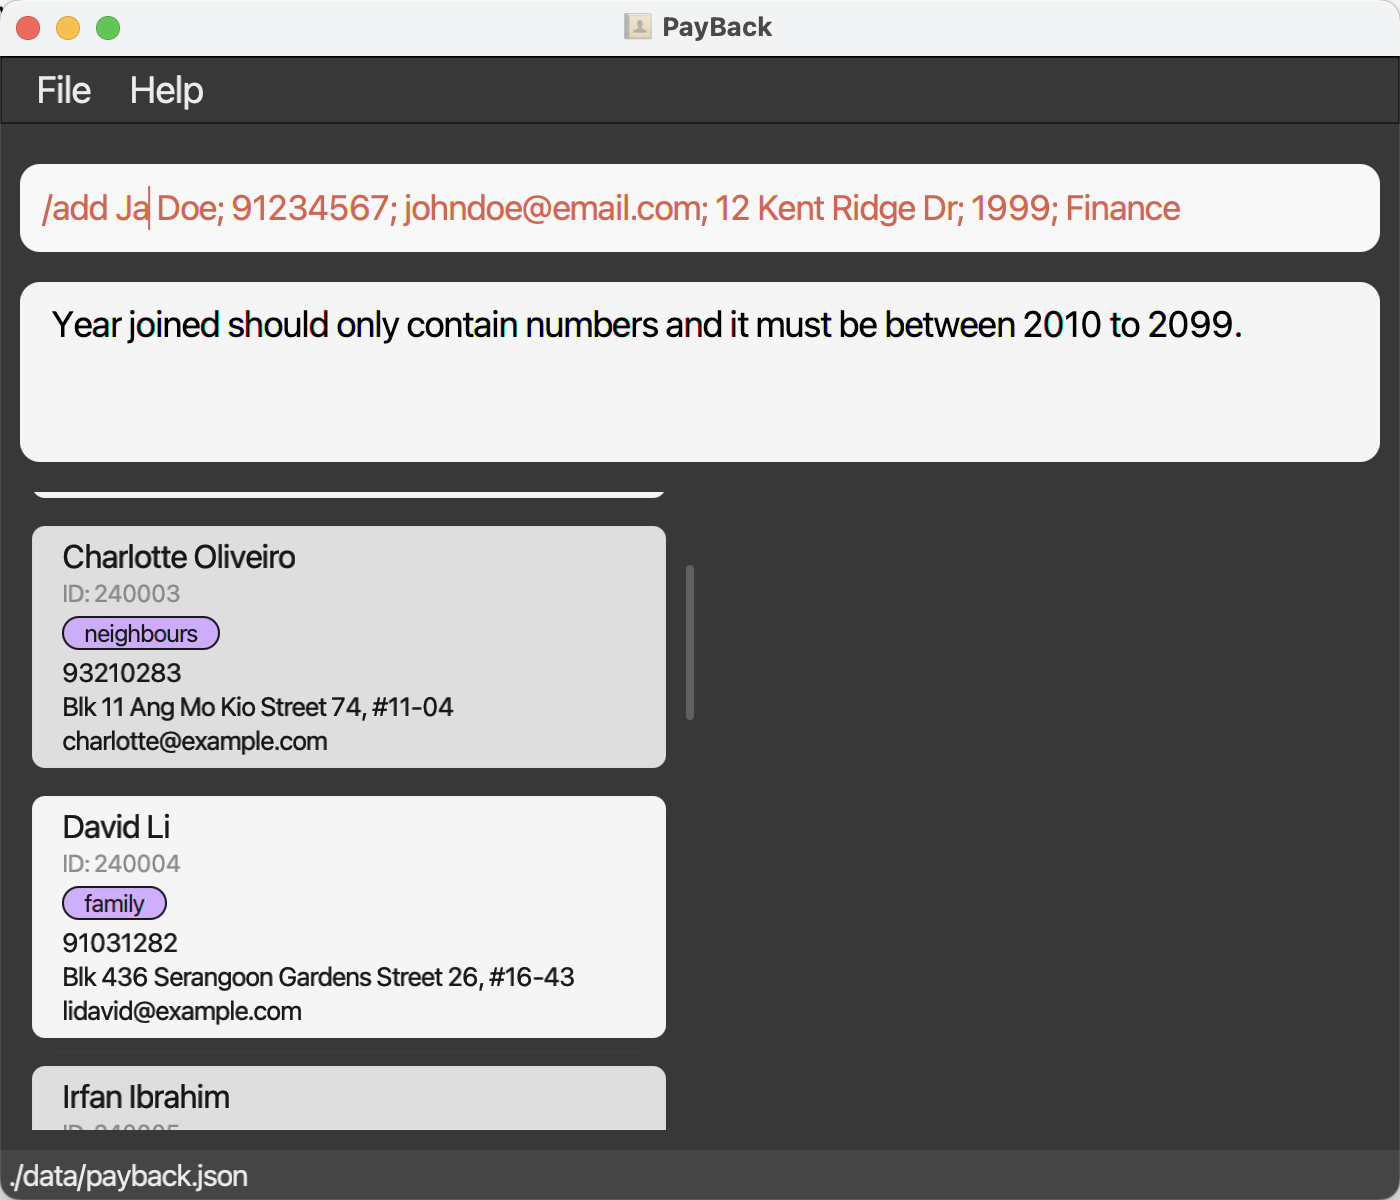 PayBack
File Help
/add Ja Doe; 91234567; johndoe@email.com; 12 Kent Ridge Dr; 1999; Finance
Year joined should only contain numbers and it must be between 2010 to 2099.
Charlotte Oliveiro
ID: 240003
neighbours
93210283
Blk 11 Ang Mo Kio Street 74, #11-04
charlotte@example.com
David Li
ID: 240004
family
91031282
Blk 436 Serangoon Gardens Street 26, #16-43
lidavid@example.com
Irfan Ibrahim
./data/payback.json